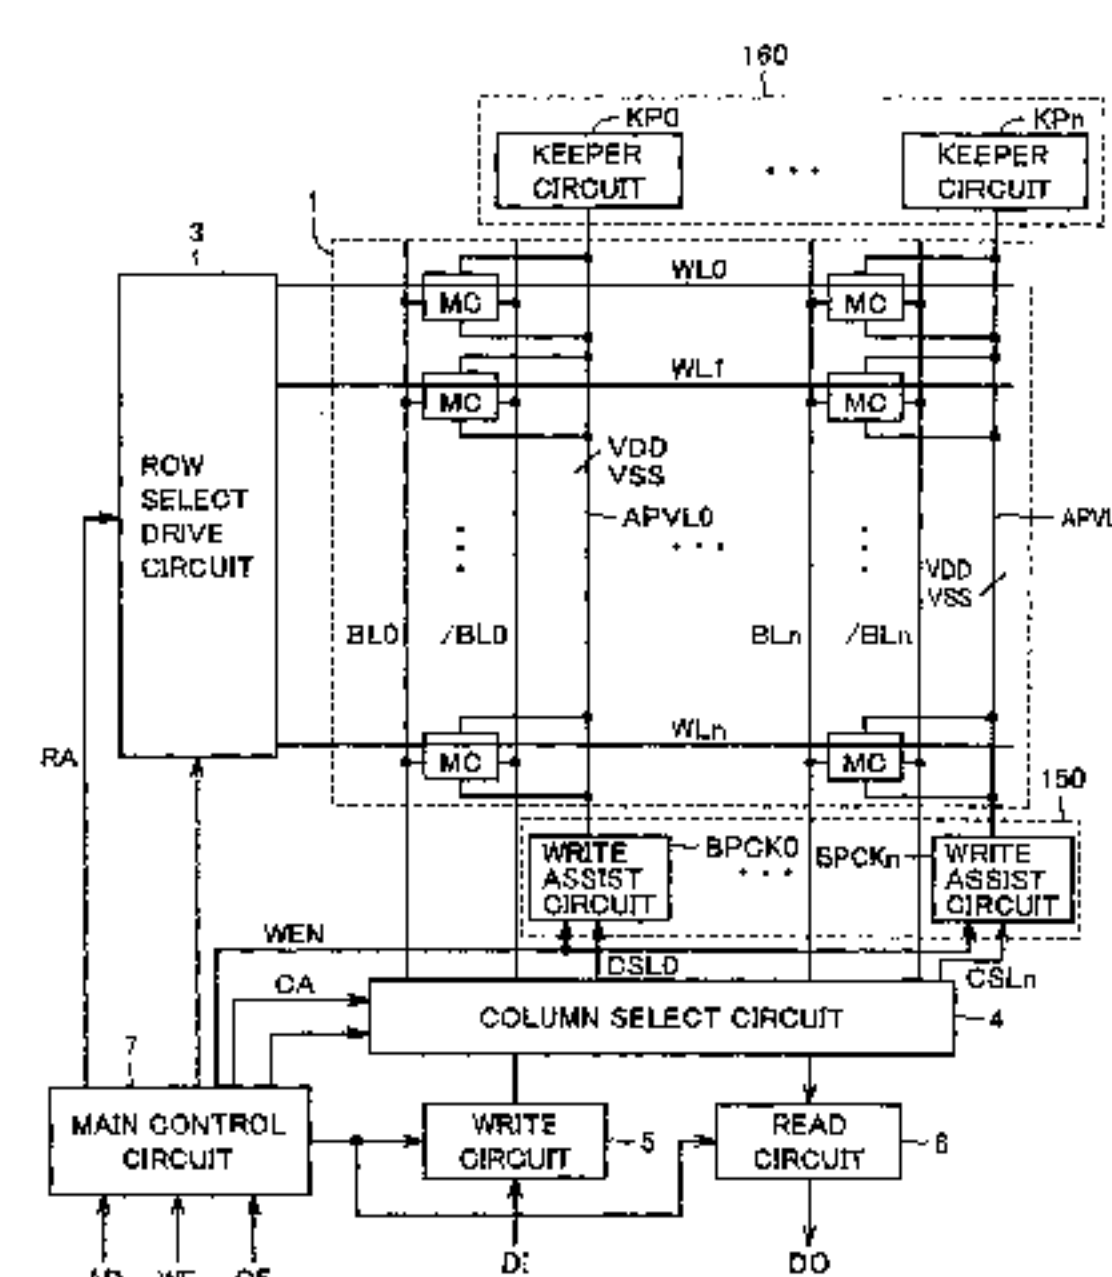 160
KP0
KPn
KEEPER
CIRCUIT
KEEPER
CIRCUIT
1
3
WL0
MC
MC
WL1
MC
MC
ROW
SELECT
DRIVE
CIRCUIT
VDD
VSS
APVL0
APVL
VDD
VSS
BL0
/BL0
BLn
/BLn
WLn
MC
MC
RA
150
WRITE
ASSIST
CIRCUIT
BPCK0
BPCKn
WRITE
ASSIST
CIRCUIT
WEN
CSL0
CSLn
CA
COLUMN SELECT CIRCUIT
4
7
MAIN CONTROL
CIRCUIT
WRITE
CIRCUIT
5
READ
CIRCUIT
6
DI
DO